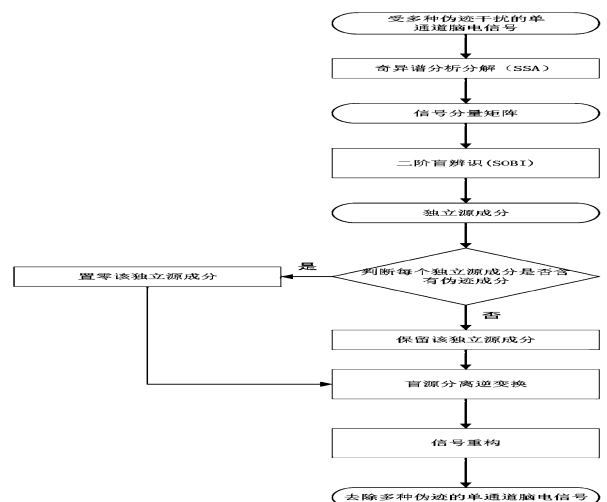 受多种伪迹干扰的单
通道脑电信号
奇异谱分析分解（SSA）
信号分量矩阵
二阶盲辨识(SOBI)
独立源成分
判断每个独立源成分是否含
有伪迹成分
是
置零该独立源成分
否
保留该独立源成分
盲源分离逆变换
信号重构
去除多种伪迹的单通道脑电信号